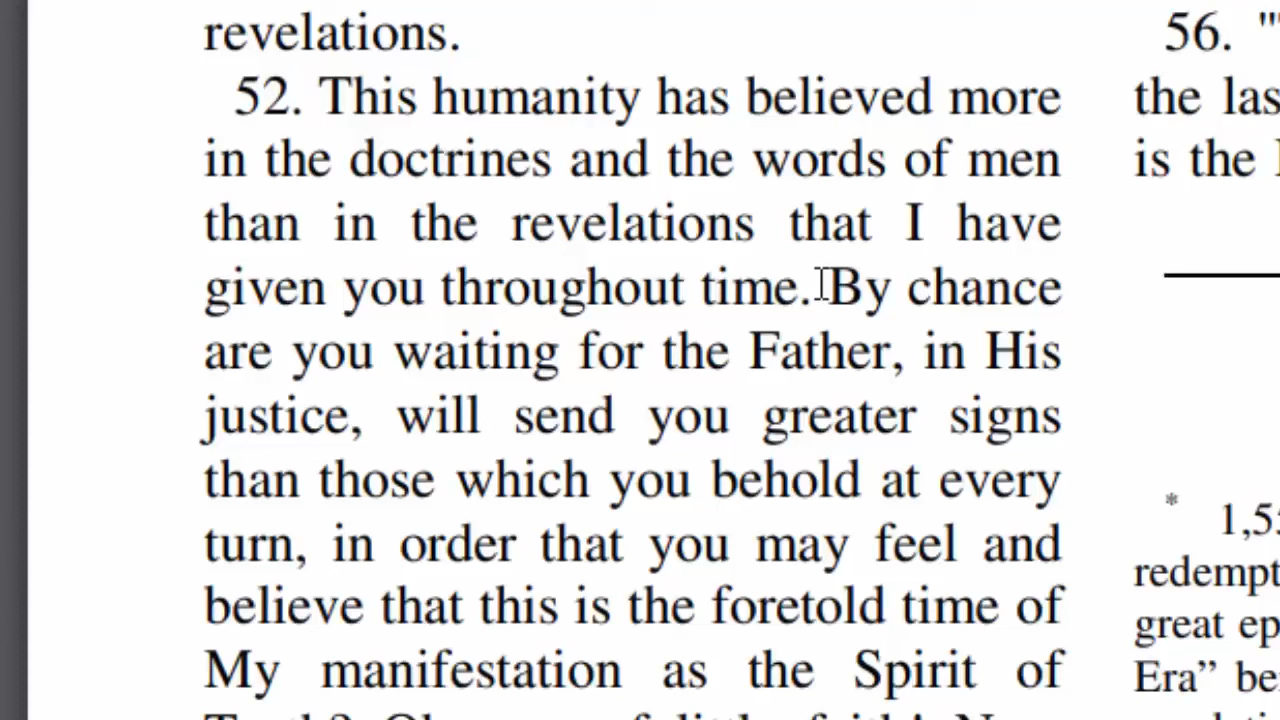 revelations.
52. This humanity has believed more
in the doctrines and the words of men
than in the revelations that I have
given you throughout time. By chance
are you waiting for the Father, in His
justice, will send you greater signs
than those which you behold at every
turn, in order that you may feel and
believe that this is the foretold time of
My manifestation as the Spirit of
56. "
the
is the
*
great
Era”